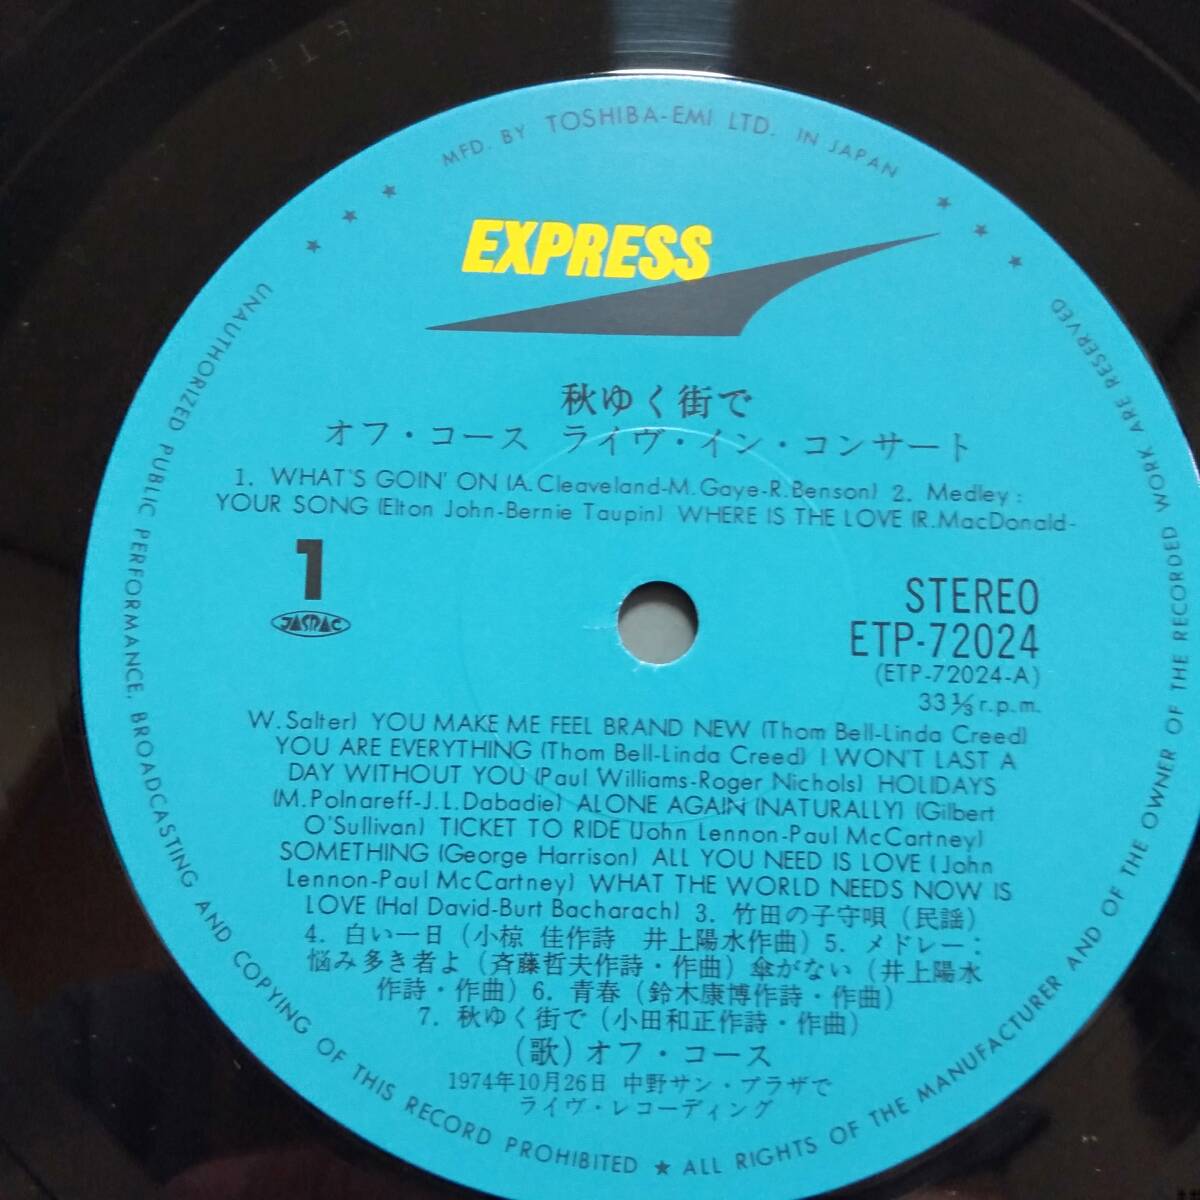 MFD. BY TOSHIBA-EMI LTD. IN JAPAN
EXPRESS
秋ゆく街で
オフ・コース ライヴ・イン・コンサート
1. WHAT'S GOIN' ON (A.Cleaveland-M.Gaye-R.Benson) 2. Medley:
YOUR SONG (Elton John-Bernie Taupin) WHERE IS THE LOVE (R.MacDonald-
1
JASRAC
STEREO
ETP-72024
(ETP-72024-A)
33⅓ r.p.m.
W.Salter) YOU MAKE ME FEEL BRAND NEW (Thom Bell-Linda Creed)
YOU ARE EVERYTHING (Thom Bell-Linda Creed) I WON'T LAST A
DAY WITHOUT YOU (Paul Williams-Roger Nichols) HOLIDAYS
(M.Polnareff-J.L.Dabadie) ALONE AGAIN (NATURALLY) (Gilbert
O'Sullivan) TICKET TO RIDE (John Lennon-Paul McCartney)
SOMETHING (George Harrison) ALL YOU NEED IS LOVE (John
Lennon-Paul McCartney) WHAT THE WORLD NEEDS NOW IS
LOVE (Hal David-Burt Bacharach) 3. 竹田の子守唄 (民謡)
4. 白い一日 (小椋 佳作詩 井上陽水作曲) 5. メドレー:
悩み多き者よ (斉藤哲夫作詩・作曲) 傘がない (井上陽水
作詩・作曲) 6. 青春 (鈴木康博作詩・作曲)
7. 秋ゆく街で (小田和正作詩・作曲)
(歌) オフ・コース
1974年10月26日 中野サン・プラザで
ライヴ・レコーディング
UNAUTHORIZED PUBLIC PERFORMANCE, BROADCASTING AND COPYING OF THIS RECORD PROHIBITED ★ ALL RIGHTS OF THE MANUFACTURER AND OF THE OWNER OF THE RECORDED WORK ARE RESERVED